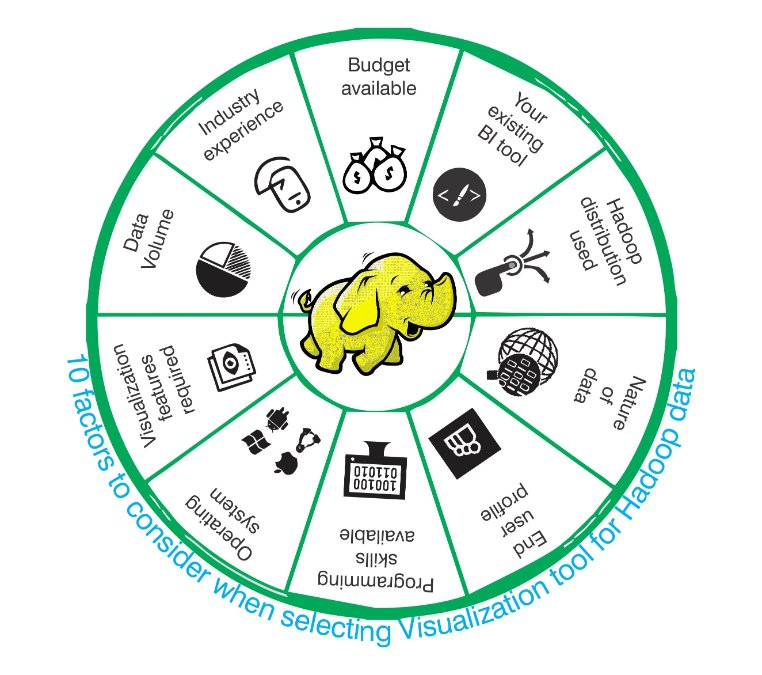 Budget
available
Your
existing
BI tool
Hadoop
distribution
used
Nature
of
data
End
user
profile
Programming
skills
available
100100
011010
Operating
system
Visualization
features
required
Data
Volume
Industry
experience
$ $
< >
10 factors to consider when selecting Visualization tool for Hadoop data